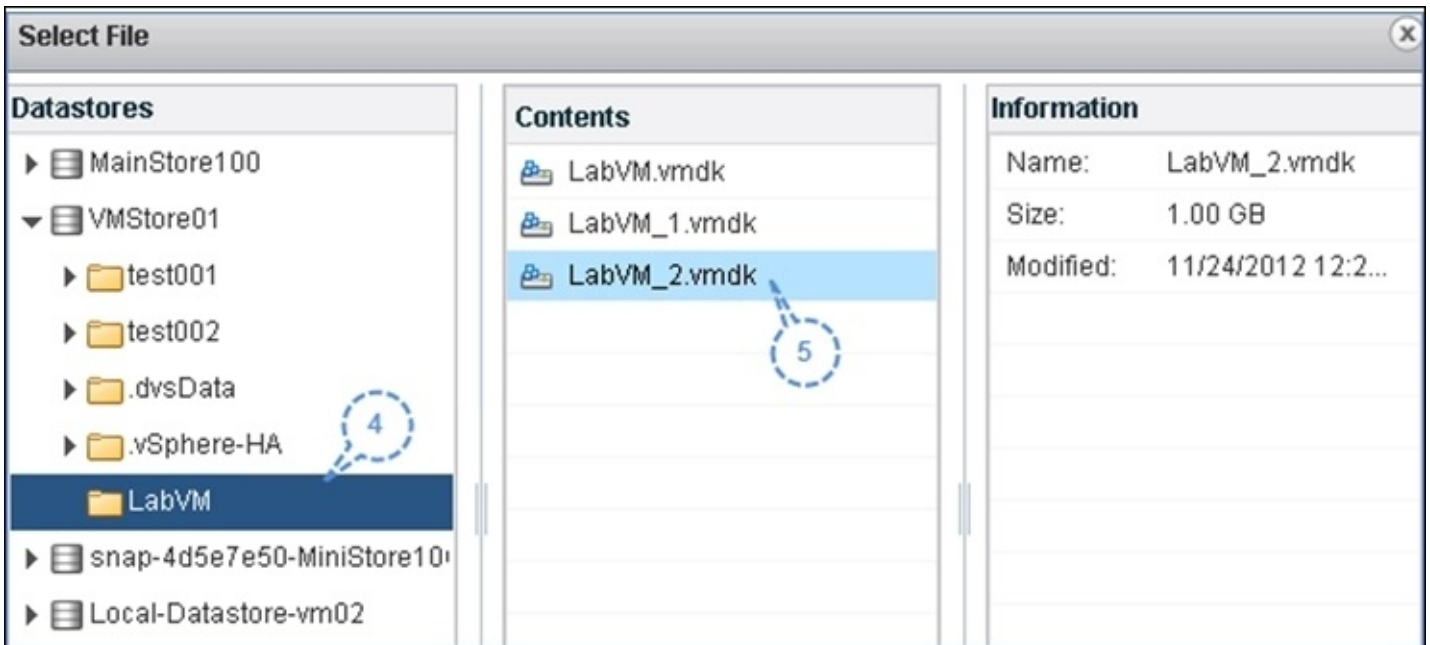 Select File
x
Datastores
MainStore100
VMStore01
test001
test002
.dvsData
.vSphere-HA
4
LabVM
snap-4d5e7e50-MiniStore10
Local-Datastore-vm02
Contents
LabVM.vmdk
LabVM_1.vmdk
LabVM_2.vmdk
5
Information
Name: LabVM_2.vmdk
Size: 1.00 GB
Modified: 11/24/2012 12:2...